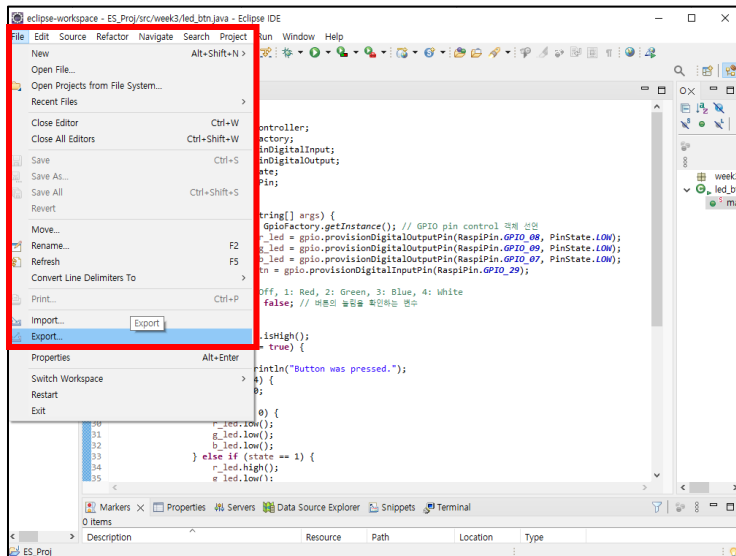 eclipse-workspace - ES_Proj/src/week3/led_btn.java - Eclipse IDE
File Edit Source Refactor Navigate Search Project Run Window Help
New Alt+Shift+N >
Open File...
Open Projects from File System...
Recent Files >
Close Editor Ctrl+W
Close All Editors Ctrl+Shift+W
Save Ctrl+S
Save As...
Save All Ctrl+Shift+S
Revert
Move...
Rename... F2
Refresh F5
Convert Line Delimiters To >
Print... Ctrl+P
Import...
Export...
Export
Properties Alt+Enter
Switch Workspace >
Restart
Exit
ontroller;
actory;
inDigitalInput;
inDigitalOutput;
ate;
Pin;
tring[] args) {
GpioFactory.getInstance(); // GPIO pin control 객체 선언
r_led = gpio.provisionDigitalOutputPin(RaspiPin.GPIO_08, PinState.LOW);
g_led = gpio.provisionDigitalOutputPin(RaspiPin.GPIO_09, PinState.LOW);
b_led = gpio.provisionDigitalOutputPin(RaspiPin.GPIO_07, PinState.LOW);
tn = gpio.provisionDigitalInputPin(RaspiPin.GPIO_29);
Off, 1: Red, 2: Green, 3: Blue, 4: White
false; // 버튼의 눌림을 확인하는 변수
.isHigh();
= true) {
rintln("Button was pressed.");
4) {
0;
0) {
30 r_led.low();
31 g_led.low();
32 b_led.low();
33 } else if (state == 1) {
34 r_led.high();
35 g_led.low();
week
led_bt
ma
Markers Properties Servers Data Source Explorer Snippets Terminal
0 items
Description Resource Path Location Type
ES_Proj